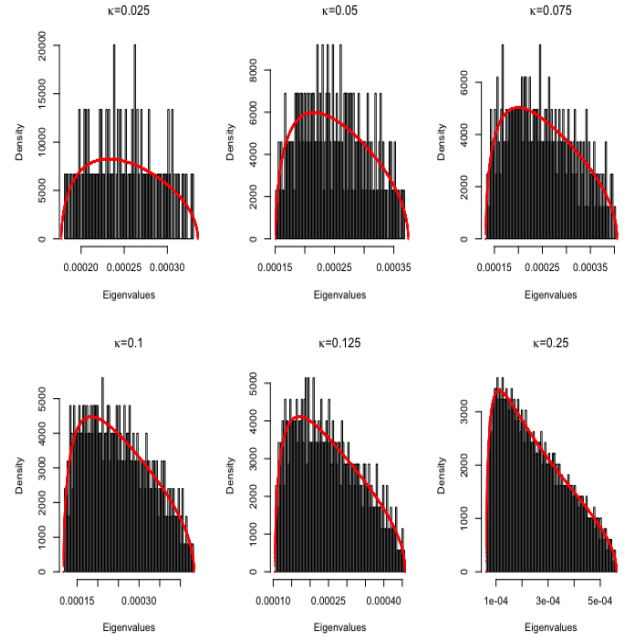 κ=0.025
Density
0 5000 10000 15000 20000
0.00020 0.00025 0.00030
Eigenvalues
κ=0.05
Density
0 2000 4000 6000 8000
0.00015 0.00025 0.00035
Eigenvalues
κ=0.075
Density
0 2000 4000 6000 8000
0.00015 0.00025 0.00035
Eigenvalues
κ=0.1
Density
0 1000 2000 3000 4000 5000
0.00015 0.00030
Eigenvalues
κ=0.125
Density
0 1000 2000 3000 4000 5000
0.00010 0.00025 0.00040
Eigenvalues
κ=0.25
Density
0 1000 2000 3000
1e-04 3e-04 5e-04
Eigenvalues